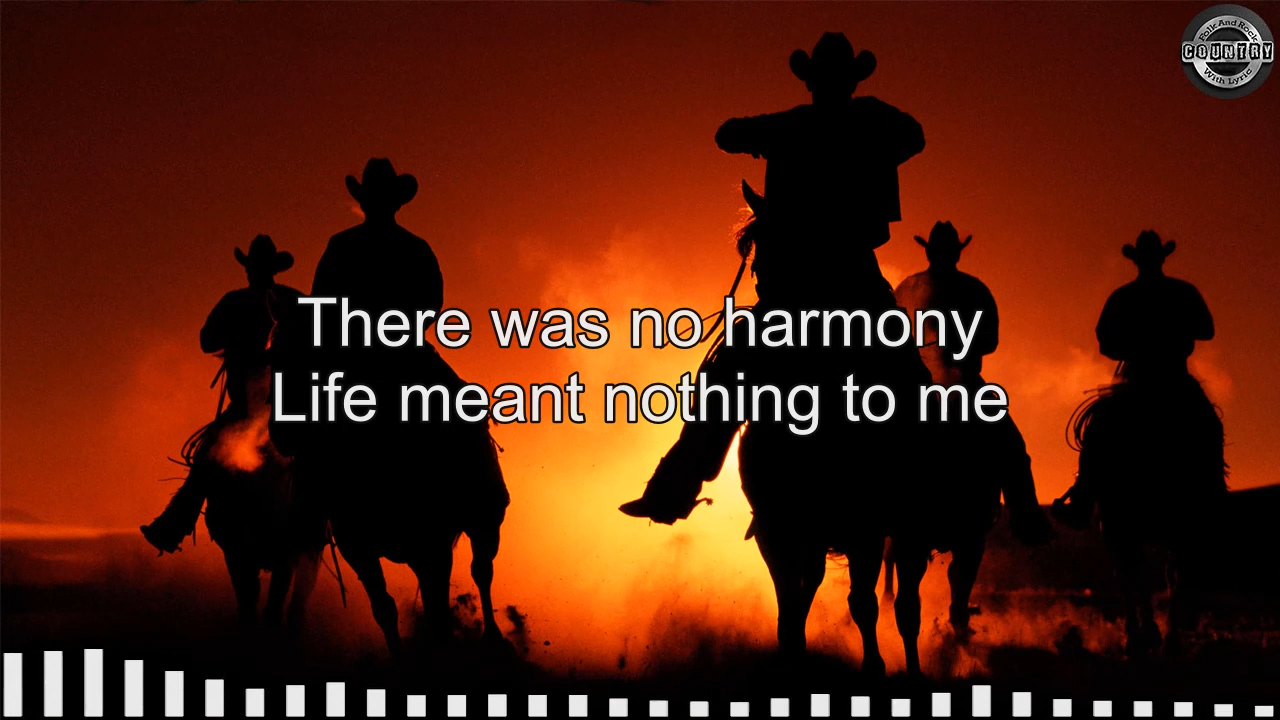 Folk And Rock
COUNTRY
With Lyric
There was no harmony
Life meant nothing to me